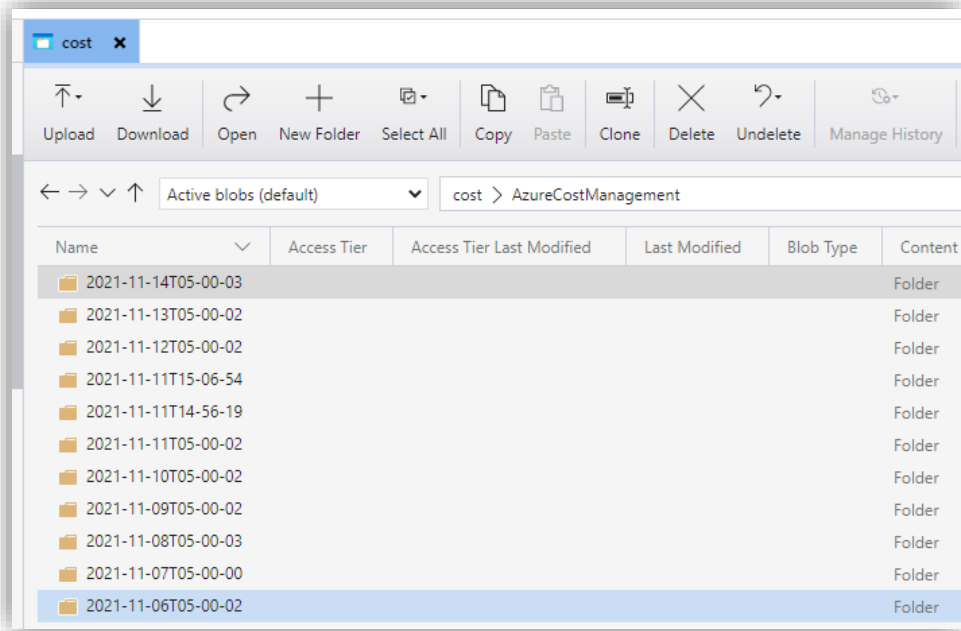 cost
Upload Download Open New Folder Select All Copy Paste Clone Delete Undelete Manage History
Active blobs (default) cost > AzureCostManagement
Name Access Tier Access Tier Last Modified Last Modified Blob Type Content
2021-11-14T05-00-03 Folder
2021-11-13T05-00-02 Folder
2021-11-12T05-00-02 Folder
2021-11-11T15-06-54 Folder
2021-11-11T14-56-19 Folder
2021-11-11T05-00-02 Folder
2021-11-10T05-00-02 Folder
2021-11-09T05-00-02 Folder
2021-11-08T05-00-03 Folder
2021-11-07T05-00-00 Folder
2021-11-06T05-00-02 Folder